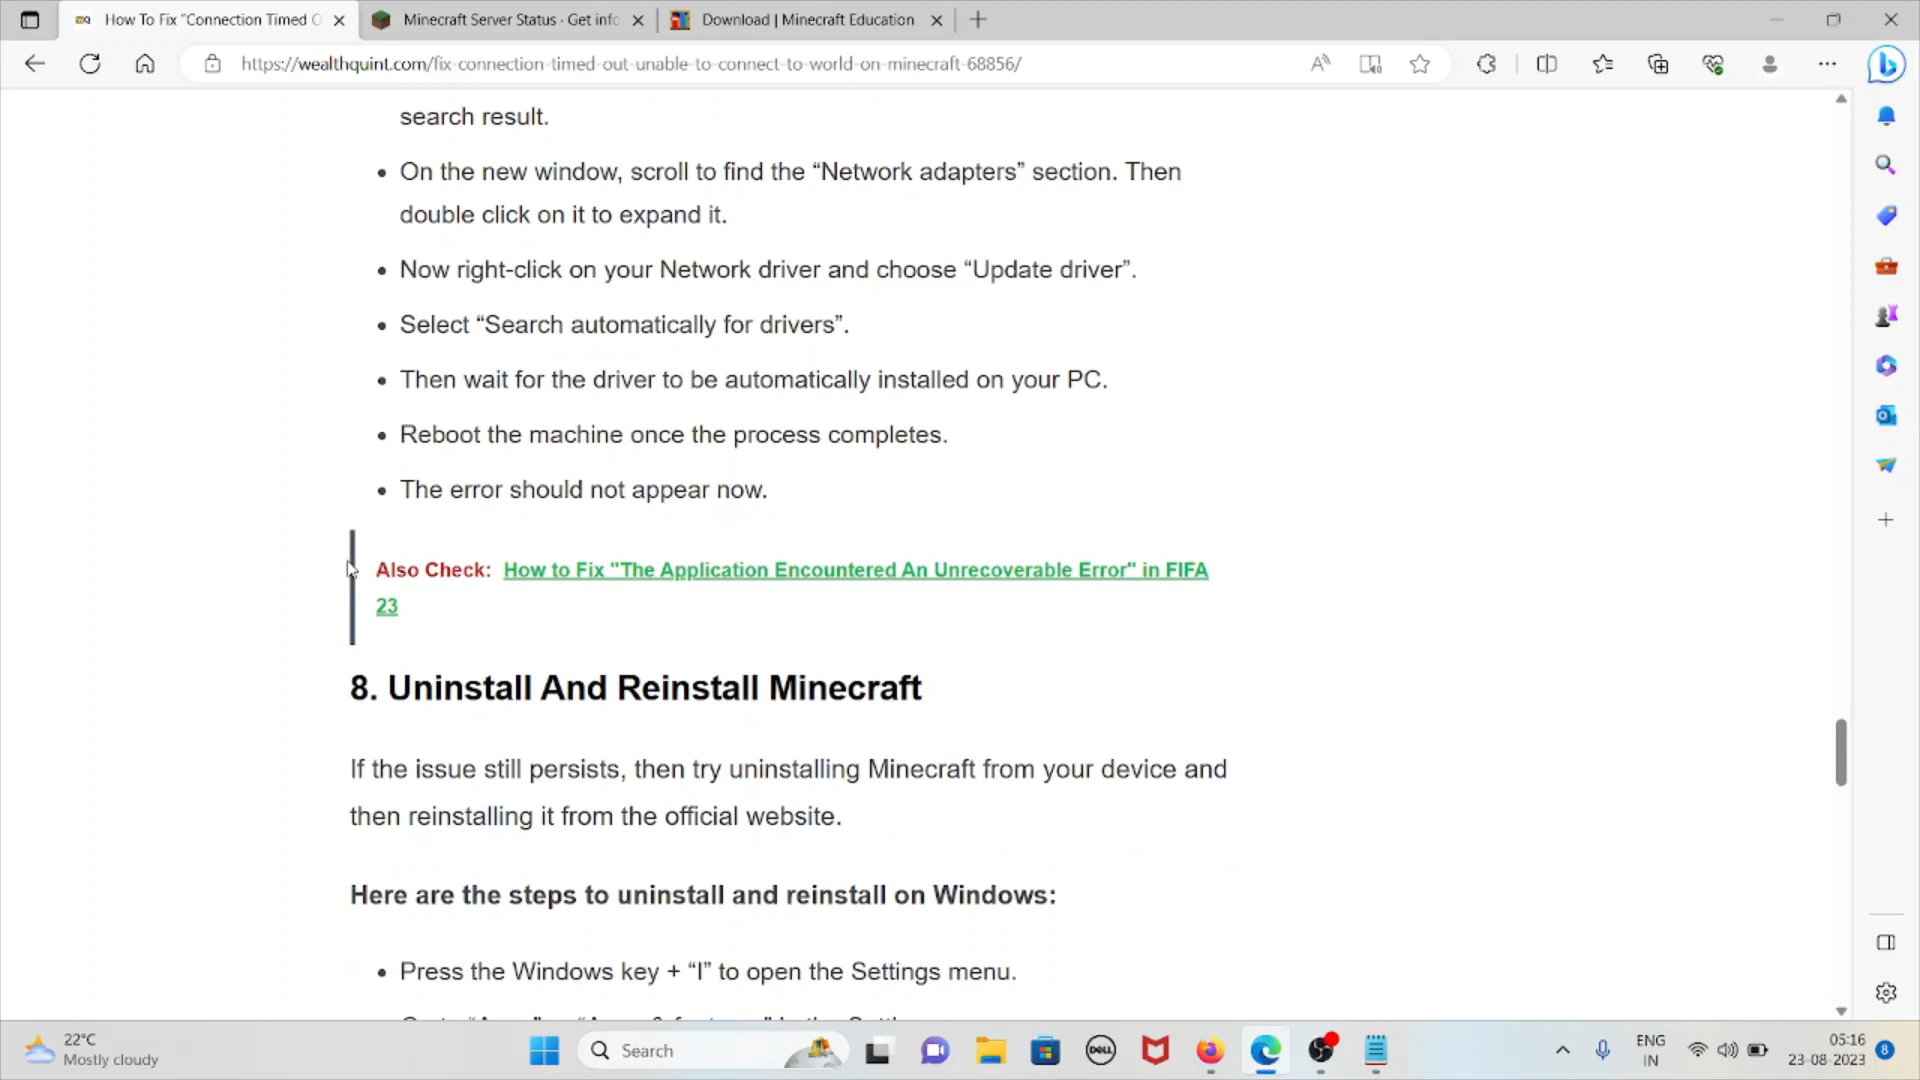 How To Fix "Connection Timed O
Minecraft Server Status · Get info
Download | Minecraft Education
https://wealthquint.com/fix-connection-timed-out-unable-to-connect-to-world-on-minecraft-68856/
search result.
• On the new window, scroll to find the “Network adapters” section. Then
double click on it to expand it.
• Now right-click on your Network driver and choose “Update driver”.
• Select “Search automatically for drivers”.
• Then wait for the driver to be automatically installed on your PC.
• Reboot the machine once the process completes.
• The error should not appear now.
Also Check: How to Fix "The Application Encountered An Unrecoverable Error" in FIFA
23
8. Uninstall And Reinstall Minecraft
If the issue still persists, then try uninstalling Minecraft from your device and
then reinstalling it from the official website.
Here are the steps to uninstall and reinstall on Windows:
• Press the Windows key + “I” to open the Settings menu.
22°C
Mostly cloudy
Search
DELL
ENG
IN
05:16
23-08-2023
8